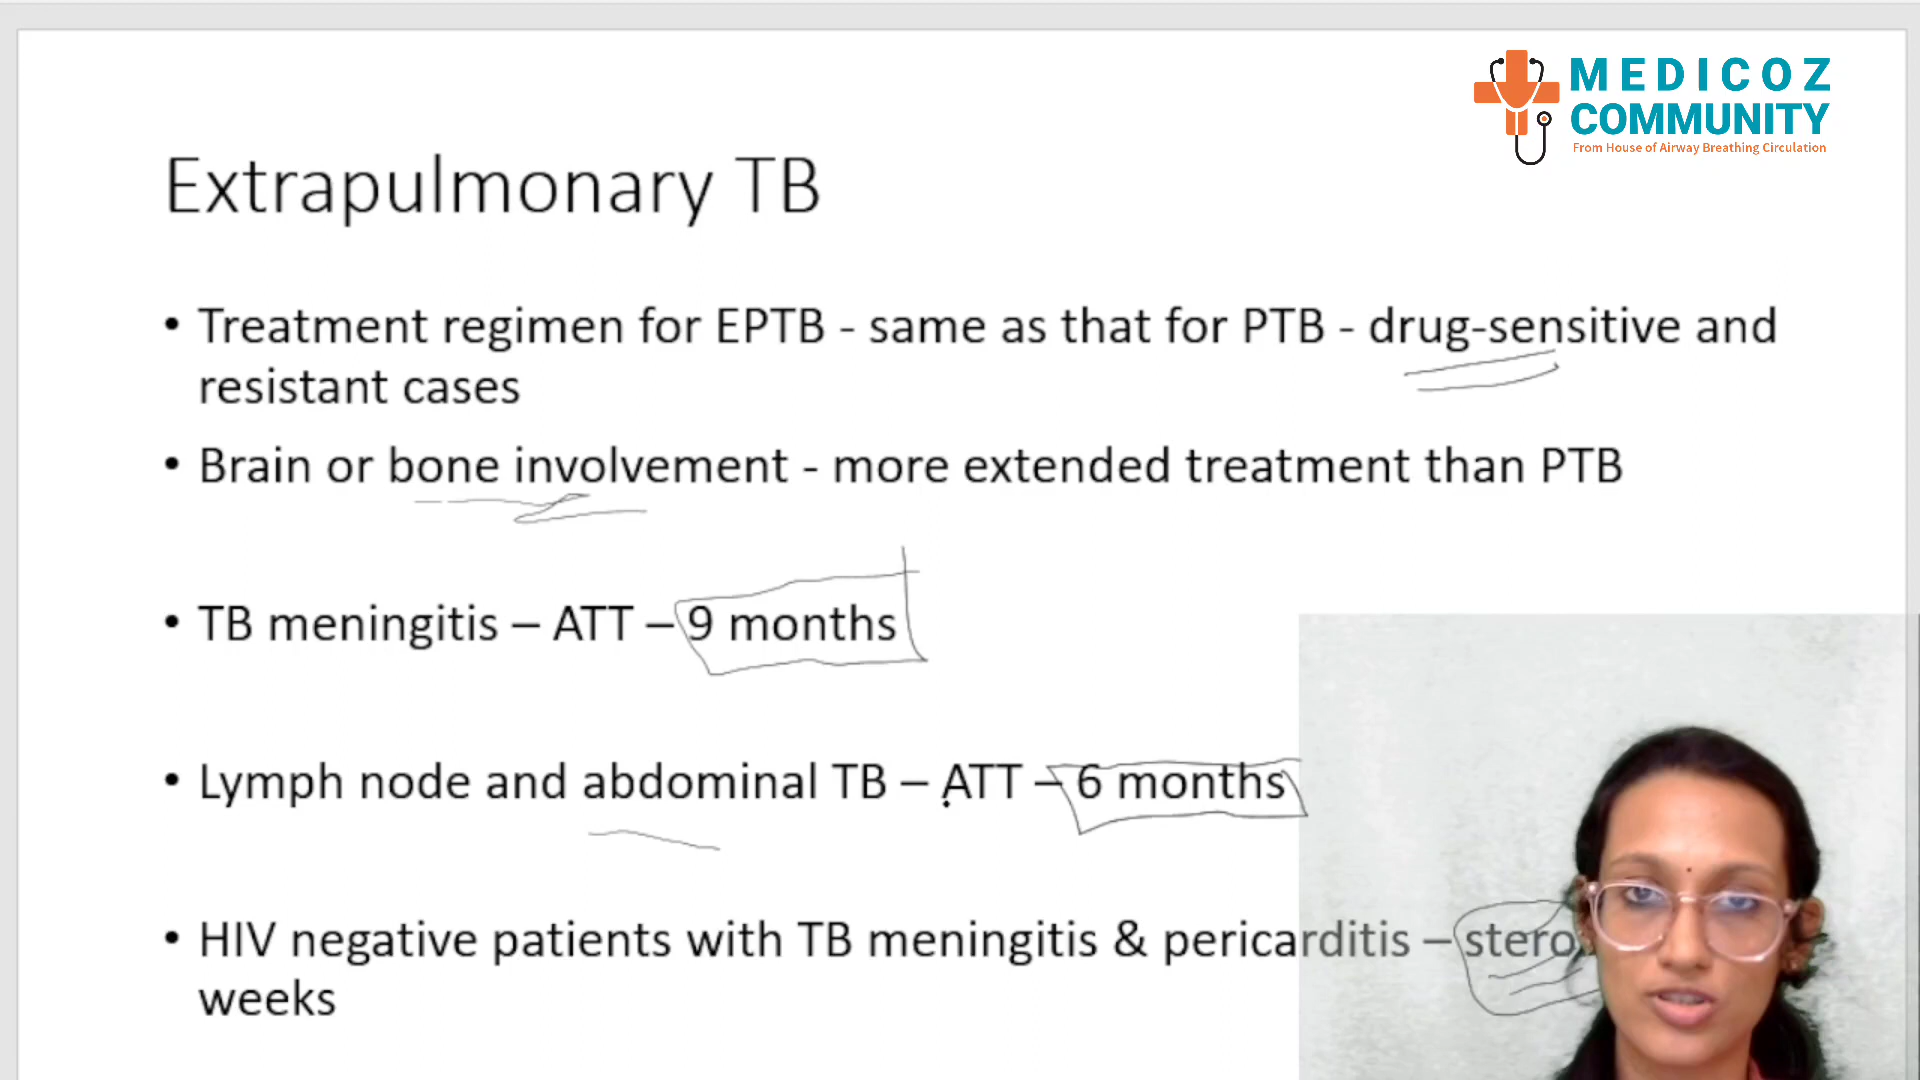 MEDICOZ
COMMUNITY
From House of Airway Breathing Circulation
Extrapulmonary TB
• Treatment regimen for EPTB - same as that for PTB - drug-sensitive and
resistant cases
• Brain or bone involvement - more extended treatment than PTB
• TB meningitis – ATT – 9 months
• Lymph node and abdominal TB – ATT – 6 months
• HIV negative patients with TB meningitis & pericarditis –
weeks